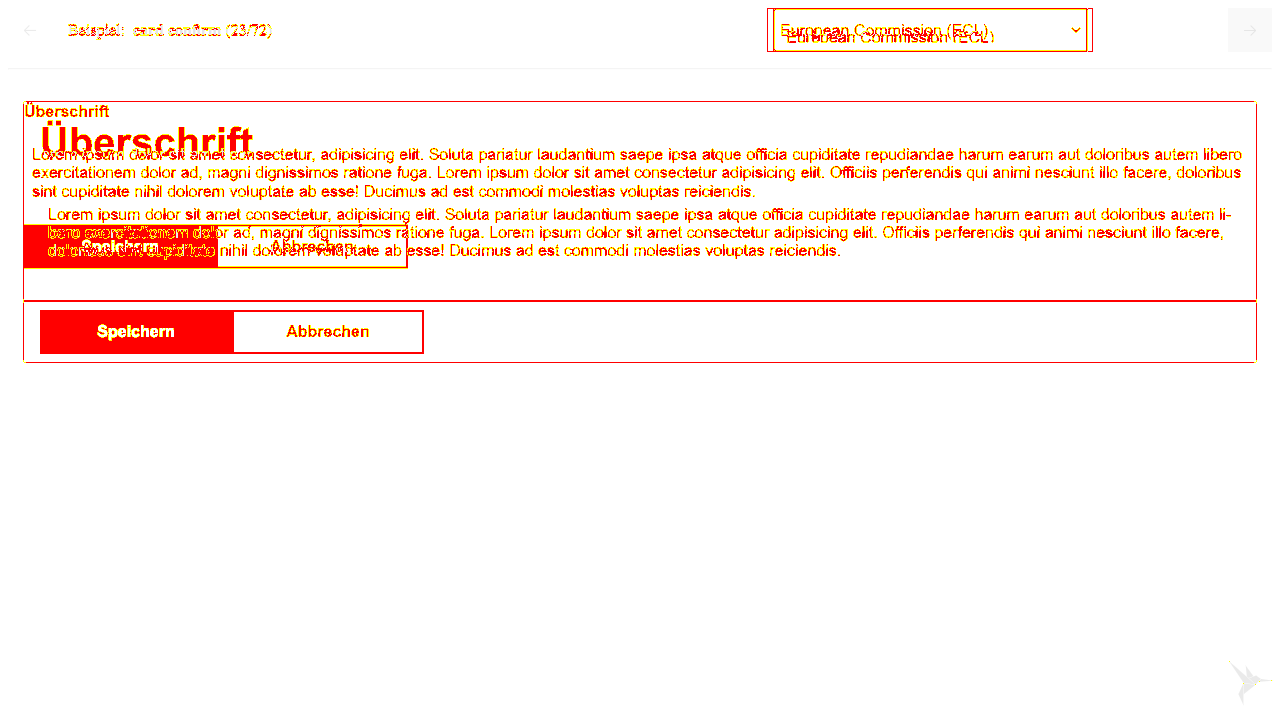 Beispiel: card-confirm (23/72)
European Commission (ECL)
European Commission (ECL)
Überschrift
Überschrift
Lorem ipsum dolor sit amet consectetur, adipisicing elit. Soluta pariatur laudantium saepe ipsa atque officia cupiditate repudiandae harum earum aut doloribus autem libero
exercitationem dolor ad, magni dignissimos ratione fuga. Lorem ipsum dolor sit amet consectetur adipisicing elit. Officiis perferendis qui animi nesciunt illo facere, doloribus
sint cupiditate nihil dolorem voluptate ab esse! Ducimus ad est commodi molestias voluptas reiciendis.
Lorem ipsum dolor sit amet consectetur, adipisicing elit. Soluta pariatur laudantium saepe ipsa atque officia cupiditate repudiandae harum earum aut doloribus autem li-
bero exercitationem dolor ad, magni dignissimos ratione fuga. Lorem ipsum dolor sit amet consectetur adipisicing elit. Officiis perferendis qui animi nesciunt illo facere,
doloribus sint cupiditate nihil dolorem voluptate ab esse! Ducimus ad est commodi molestias voluptas reiciendis.
Speichern Abbrechen
Speichern Abbrechen